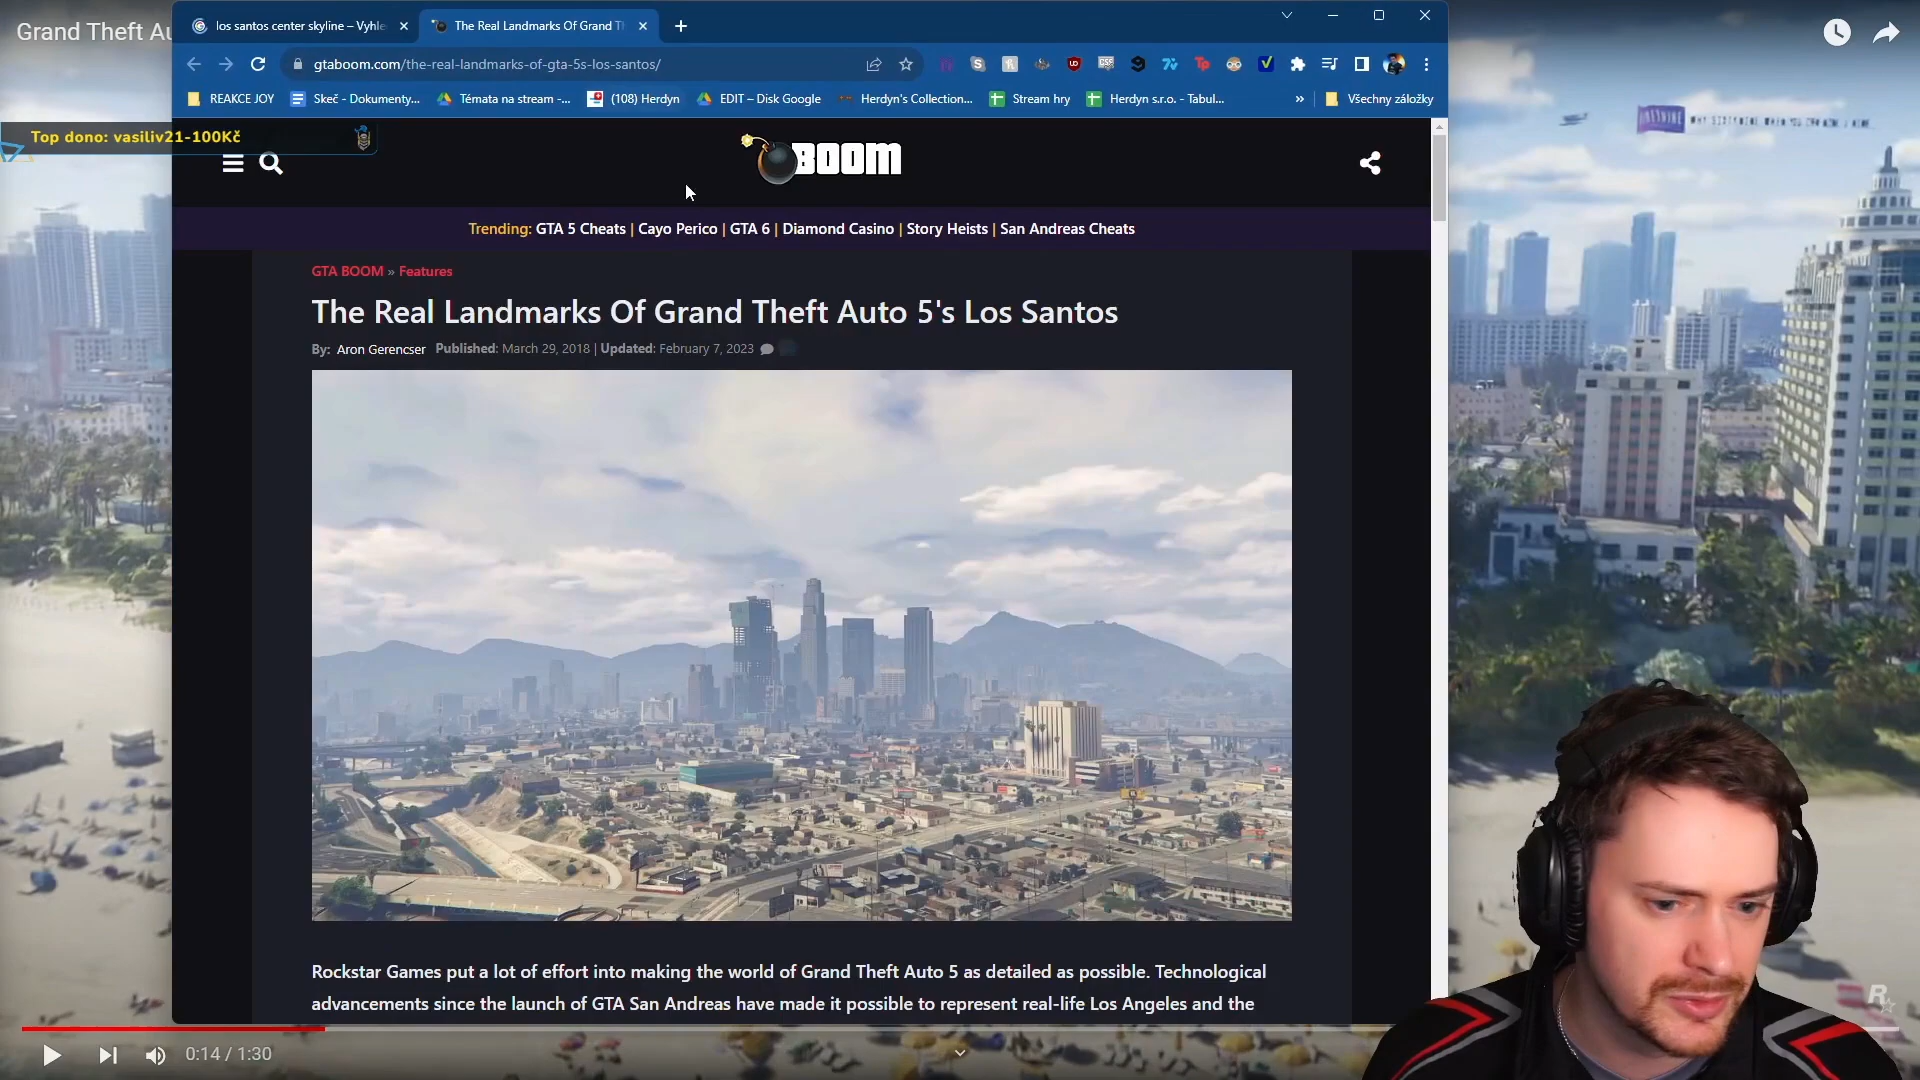 Grand Theft Au
los santos center skyline – Vyhle
The Real Landmarks Of Grand T
gtaboom.com/the-real-landmarks-of-gta-5s-los-santos/
REAKCE JOY
Skeč - Dokumenty...
Témata na stream -...
(108) Herdyn
EDIT – Disk Google
Herdyn's Collection...
Stream hry
Herdyn s.r.o. - Tabul...
»
Všechny záložky
Top dono: vasiliv21-100Kč
BOOM
Trending: GTA 5 Cheats | Cayo Perico | GTA 6 | Diamond Casino | Story Heists | San Andreas Cheats
GTA BOOM » Features
The Real Landmarks Of Grand Theft Auto 5's Los Santos
By: Aron Gerencser Published: March 29, 2018 | Updated: February 7, 2023
Rockstar Games put a lot of effort into making the world of Grand Theft Auto 5 as detailed as possible. Technological
advancements since the launch of GTA San Andreas have made it possible to represent real-life Los Angeles and the
0:14 / 1:30